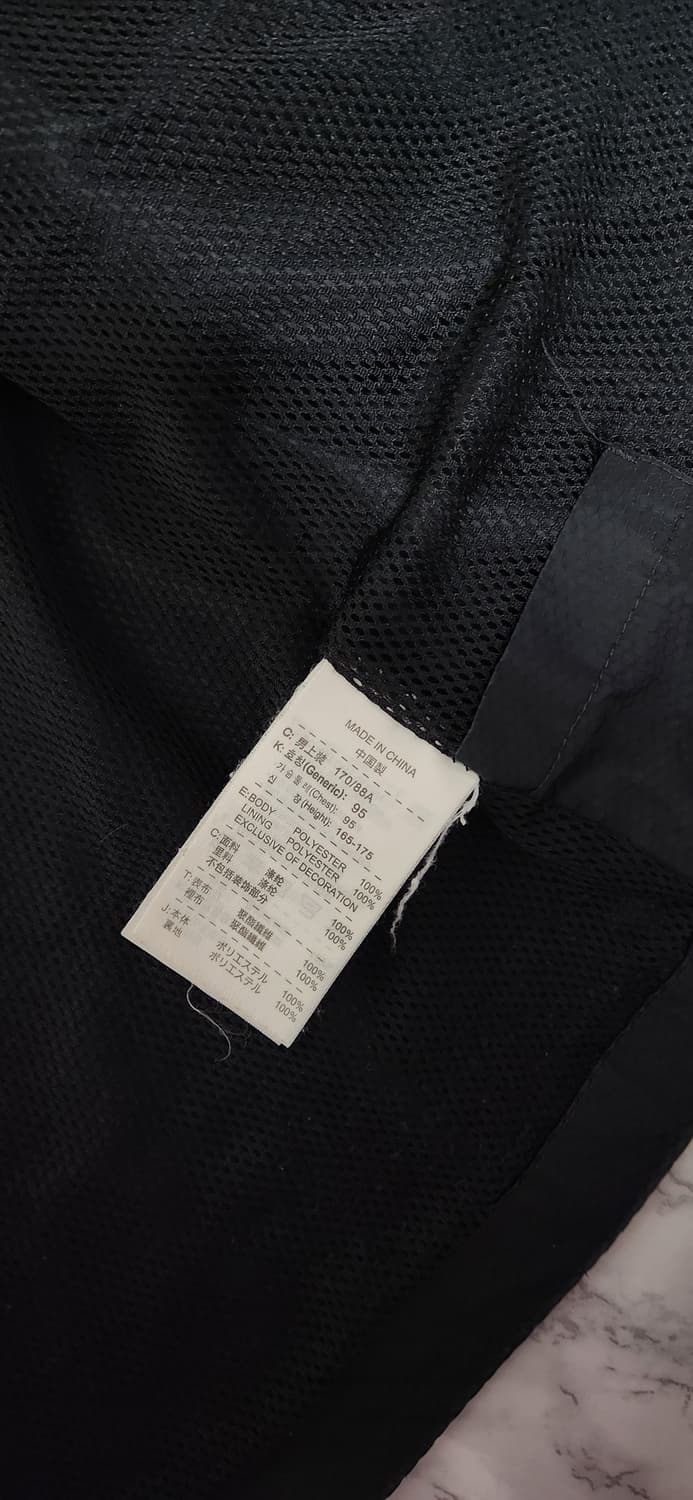 MADE IN CHINA
中国製
C: 男上装 170/88A
K: 호칭(Generic): 95
가슴둘레(Chest): 95
신 장(Height): 165-175
E:BODY POLYESTER 100%
LINING POLYESTER 100%
EXCLUSIVE OF DECORATION
C:面料 涤纶 100%
里料 涤纶 100%
不包括装饰部分
T:表布 聚酯纖維 100%
裡布 聚酯纖維 100%
J:本体 ポリエステル 100%
裏地 ポリエステル 100%